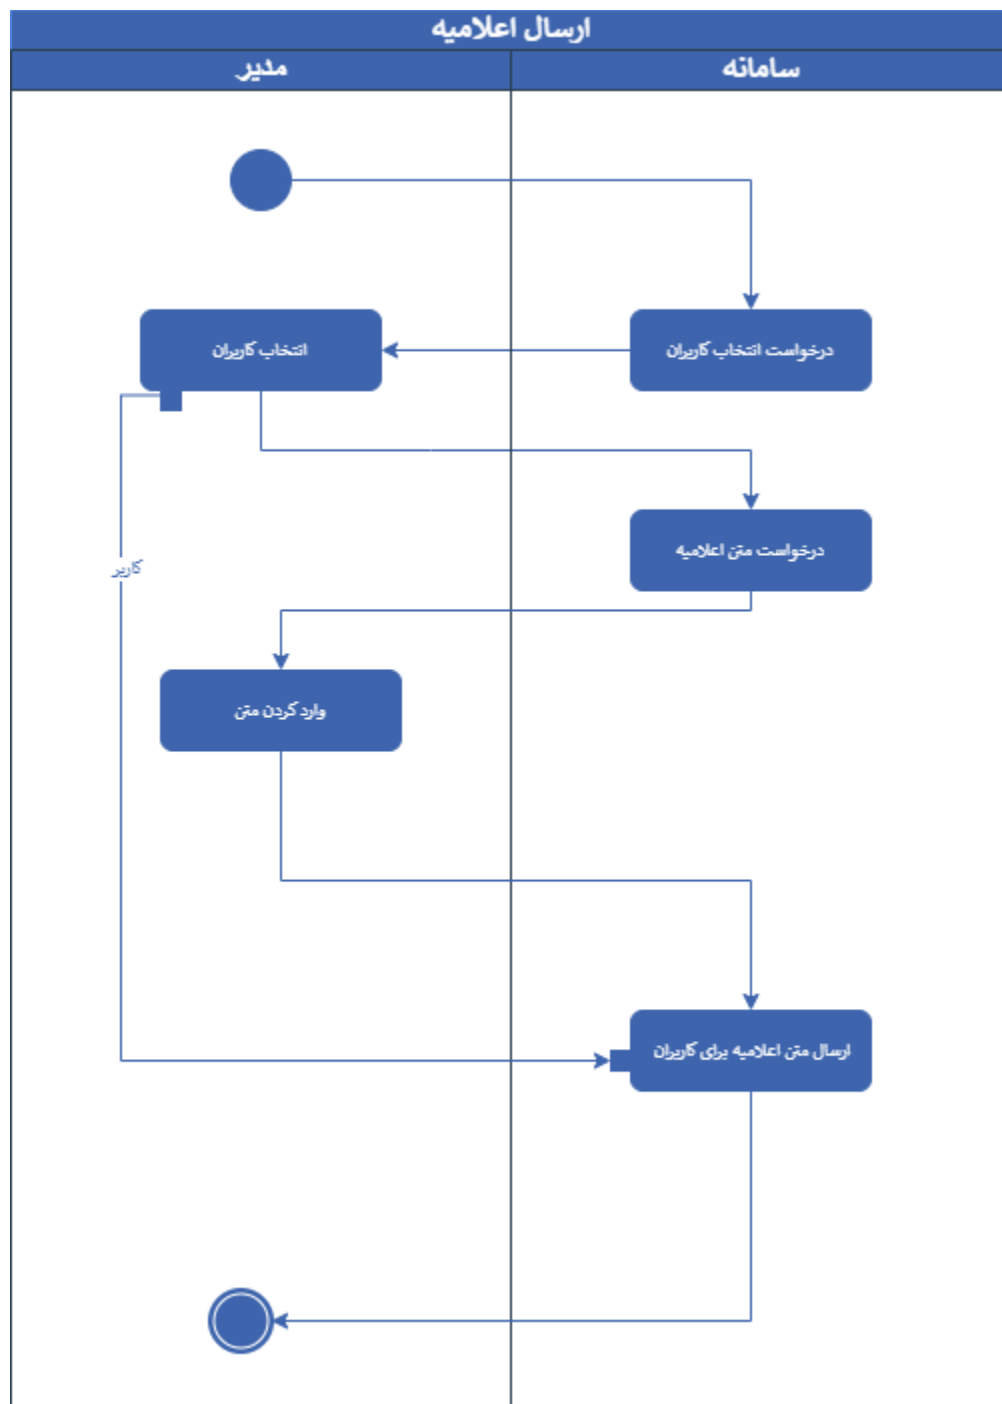 ارسال اعلامیه
سامانه
مدیر
درخواست انتخاب کاربران
انتخاب کاربران
درخواست متن اعلامیه
کاربر
وارد کردن متن
ارسال متن اعلامیه برای کاربران